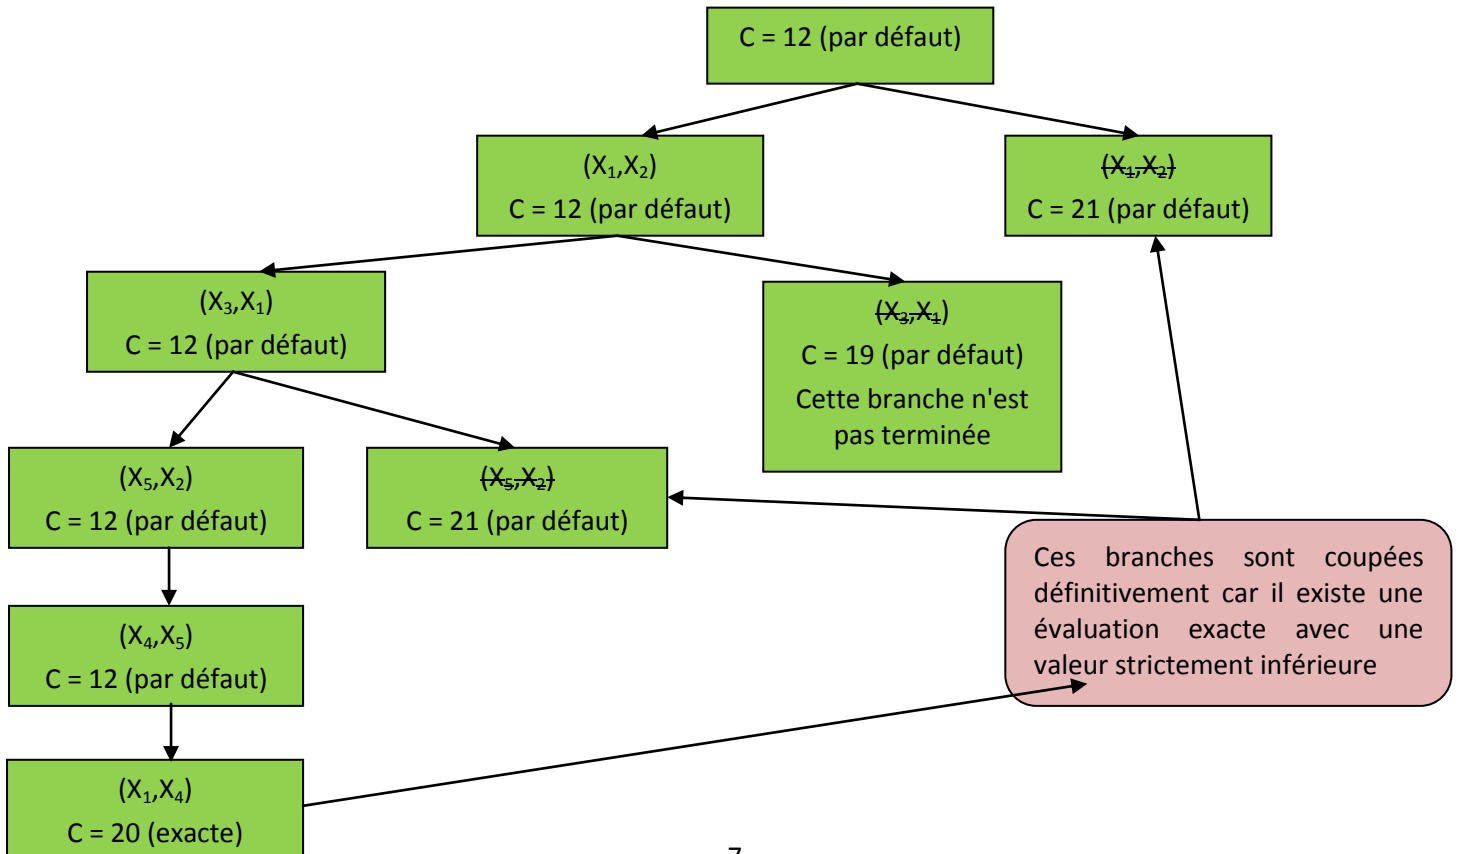 C = 12 (par défaut)
(X₁,X₂)
C = 12 (par défaut)
(X₁,X₂)
C = 21 (par défaut)
(X₃,X₁)
C = 12 (par défaut)
(X₃,X₁)
C = 19 (par défaut)
Cette branche n'est
pas terminée
(X₅,X₂)
C = 12 (par défaut)
(X₅,X₂)
C = 21 (par défaut)
Ces branches sont coupées
définitivement car il existe une
évaluation exacte avec une
valeur strictement inférieure
(X₄,X₅)
C = 12 (par défaut)
(X₁,X₄)
C = 20 (exacte)
7